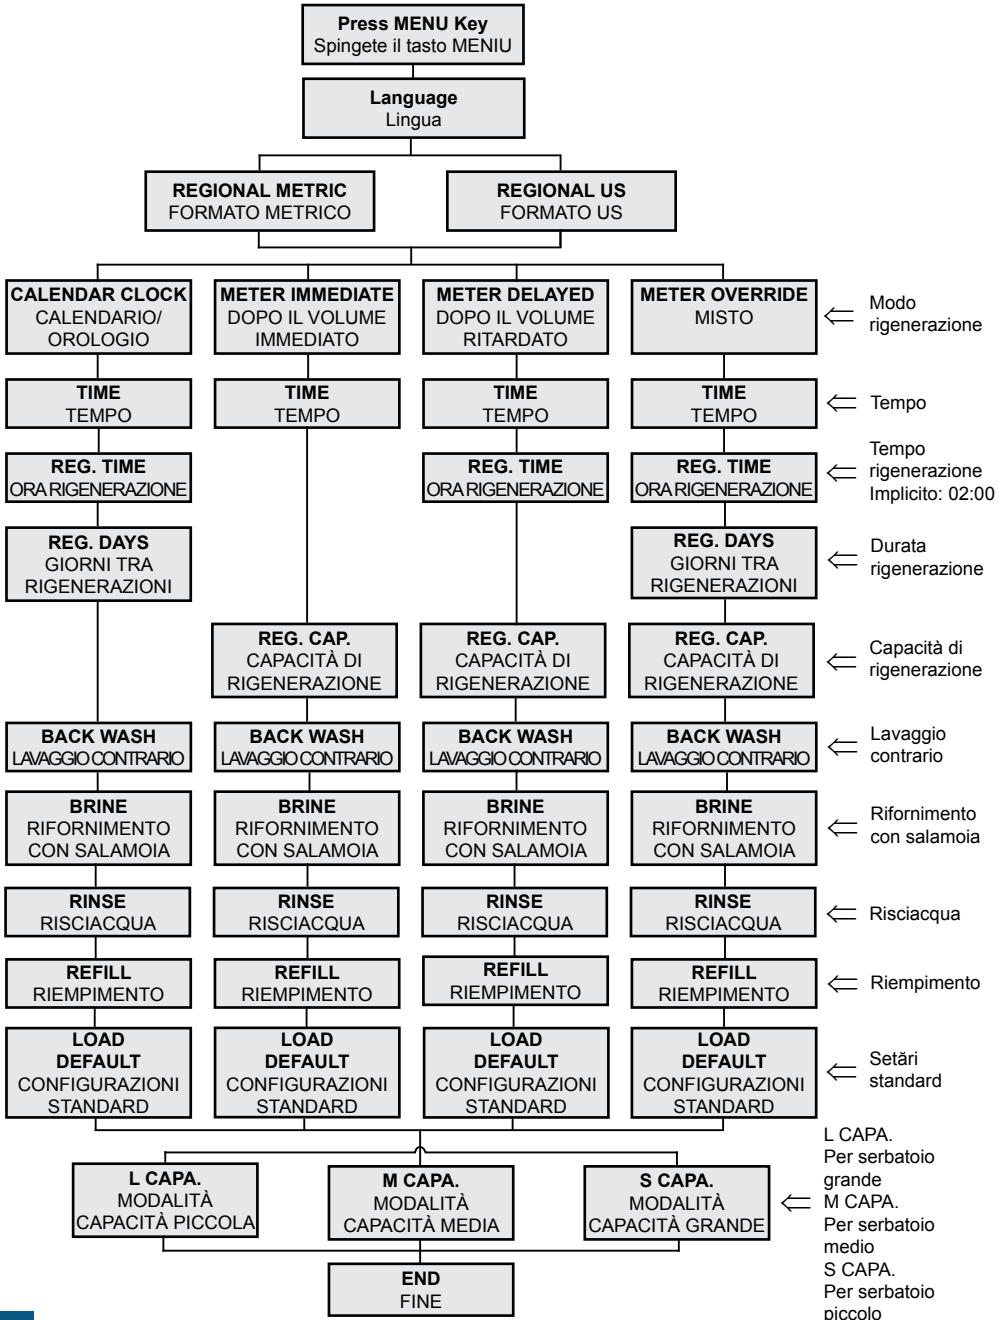 Press MENU Key
Spingete il tasto MENIU
Language
Lingua
REGIONAL METRIC
FORMATO METRICO
REGIONAL US
FORMATO US
CALENDAR CLOCK
CALENDARIO/
OROLOGIO
METER IMMEDIATE
DOPO IL VOLUME
IMMEDIATO
METER DELAYED
DOPO IL VOLUME
RITARDATO
METER OVERRIDE
MISTO
Modo
rigenerazione
TIME
TEMPO
TIME
TEMPO
TIME
TEMPO
TIME
TEMPO
Tempo
REG. TIME
ORA RIGENERAZIONE
REG. TIME
ORA RIGENERAZIONE
REG. TIME
ORA RIGENERAZIONE
Tempo
rigenerazione
Implicito: 02:00
REG. DAYS
GIORNI TRA
RIGENERAZIONI
REG. DAYS
GIORNI TRA
RIGENERAZIONI
Durata
rigenerazione
REG. CAP.
CAPACITÀ DI
RIGENERAZIONE
REG. CAP.
CAPACITÀ DI
RIGENERAZIONE
REG. CAP.
CAPACITÀ DI
RIGENERAZIONE
Capacità di
rigenerazione
BACK WASH
LAVAGGIO CONTRARIO
BACK WASH
LAVAGGIO CONTRARIO
BACK WASH
LAVAGGIO CONTRARIO
BACK WASH
LAVAGGIO CONTRARIO
Lavaggio
contrario
BRINE
RIFORNIMENTO
CON SALAMOIA
BRINE
RIFORNIMENTO
CON SALAMOIA
BRINE
RIFORNIMENTO
CON SALAMOIA
BRINE
RIFORNIMENTO
CON SALAMOIA
Rifornimento
con salamoia
RINSE
RISCIACQUA
RINSE
RISCIACQUA
RINSE
RISCIACQUA
RINSE
RISCIACQUA
Risciacqua
REFILL
RIEMPIMENTO
REFILL
RIEMPIMENTO
REFILL
RIEMPIMENTO
REFILL
RIEMPIMENTO
Riempimento
LOAD
DEFAULT
CONFIGURAZIONI
STANDARD
LOAD
DEFAULT
CONFIGURAZIONI
STANDARD
LOAD
DEFAULT
CONFIGURAZIONI
STANDARD
LOAD
DEFAULT
CONFIGURAZIONI
STANDARD
Setări
standard
L CAPA.
MODALITÀ
CAPACITÀ PICCOLA
M CAPA.
MODALITÀ
CAPACITÀ MEDIA
S CAPA.
MODALITÀ
CAPACITÀ GRANDE
L CAPA.
Per serbatoio
grande
M CAPA.
Per serbatoio
medio
S CAPA.
Per serbatoio
piccolo
END
FINE